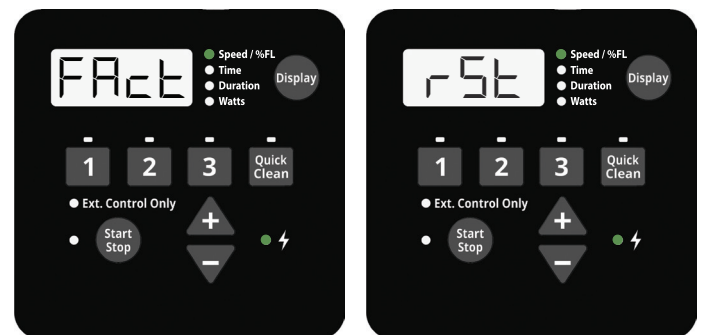 FAct
Speed / %FL
Time
Duration
Watts
Display
1
2
3
Quick
Clean
Ext. Control Only
Start
Stop
+
−
rSt
Speed / %FL
Time
Duration
Watts
Display
1
2
3
Quick
Clean
Ext. Control Only
Start
Stop
+
−